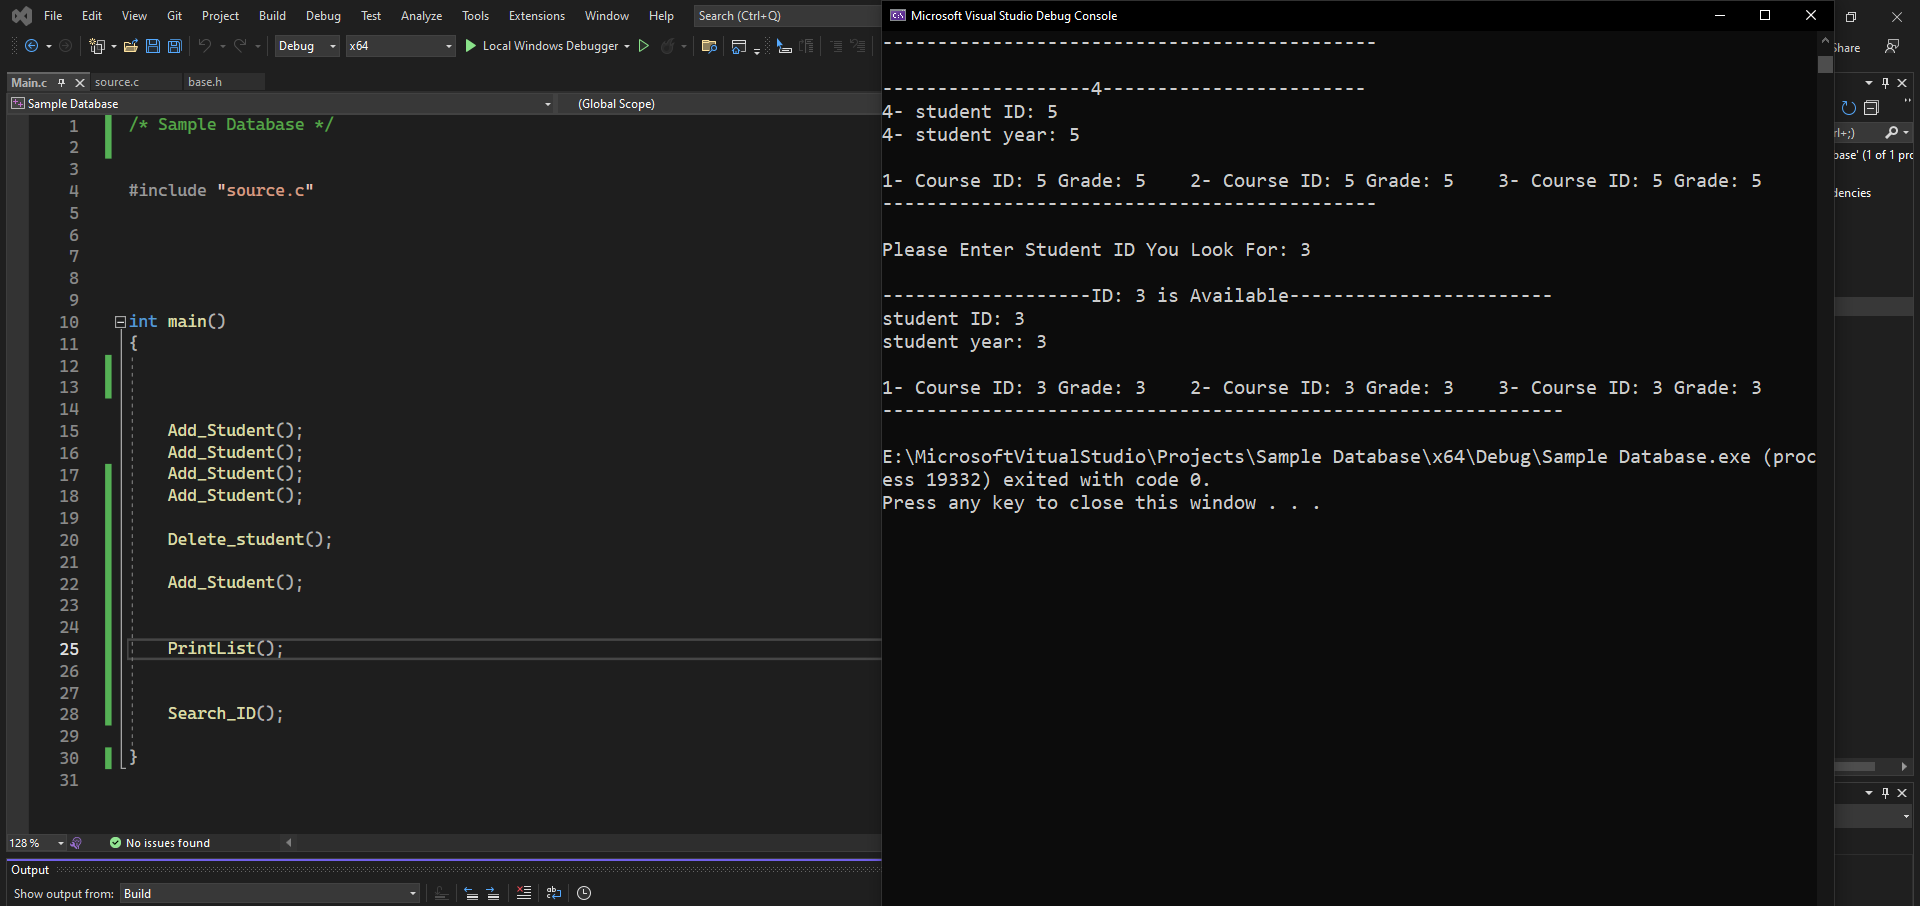 File Edit View Git Project Build Debug Test Analyze Tools Extensions Window Help Search (Ctrl+Q)
Debug x64 Local Windows Debugger
Share
Main.c source.c base.h
Sample Database (Global Scope)
1 /* Sample Database */
2
3
4 #include "source.c"
5
6
7
8
9
10 int main()
11 {
12
13
14
15 Add_Student();
16 Add_Student();
17 Add_Student();
18 Add_Student();
19
20 Delete_student();
21
22 Add_Student();
23
24
25 PrintList();
26
27
28 Search_ID();
29
30 }
31
128 % No issues found
Output
Show output from: Build
Microsoft Visual Studio Debug Console
---------------------------------------------
-------------------4------------------------
4- student ID: 5
4- student year: 5
1- Course ID: 5 Grade: 5    2- Course ID: 5 Grade: 5    3- Course ID: 5 Grade: 5
---------------------------------------------
Please Enter Student ID You Look For: 3
-------------------ID: 3 is Available------------------------
student ID: 3
student year: 3
1- Course ID: 3 Grade: 3    2- Course ID: 3 Grade: 3    3- Course ID: 3 Grade: 3
--------------------------------------------------------------
E:\MicrosoftVitualStudio\Projects\Sample Database\x64\Debug\Sample Database.exe (proc
ess 19332) exited with code 0.
Press any key to close this window . . .
rl+;)
base' (1 of 1 pro
dencies